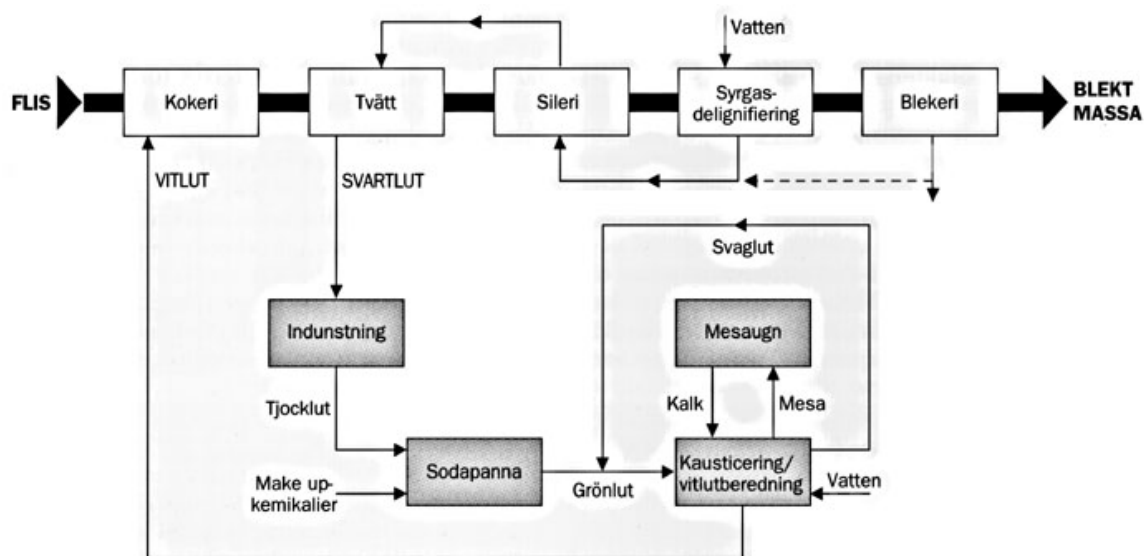 Vatten
FLIS
Kokeri
Tvätt
Sileri
Syrgas-
delignifiering
Blekeri
BLEKT
MASSA
VITLUT
SVARTLUT
Svaglut
Indunstning
Mesaugn
Tjocklut
Kalk
Mesa
Sodapanna
Grönlut
Kausticering/
vitlutberedning
Make up-
kemikalier
Vatten